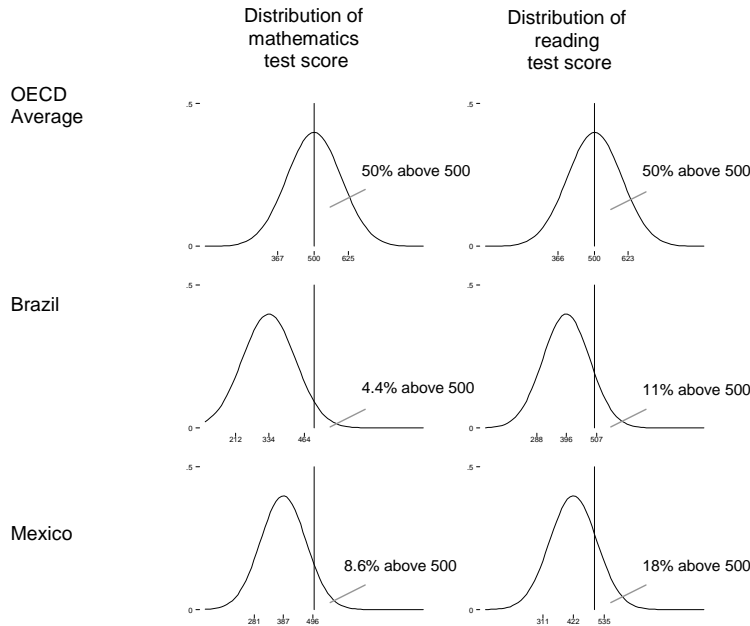 Distribution of
mathematics
test score
Distribution of
reading
test score
OECD
Average
.5
0
367 500 625
50% above 500
.5
0
366 500 623
50% above 500
Brazil
.5
0
212 334 464
4.4% above 500
.5
0
288 396 507
11% above 500
Mexico
.5
0
281 387 496
8.6% above 500
.5
0
311 422 535
18% above 500